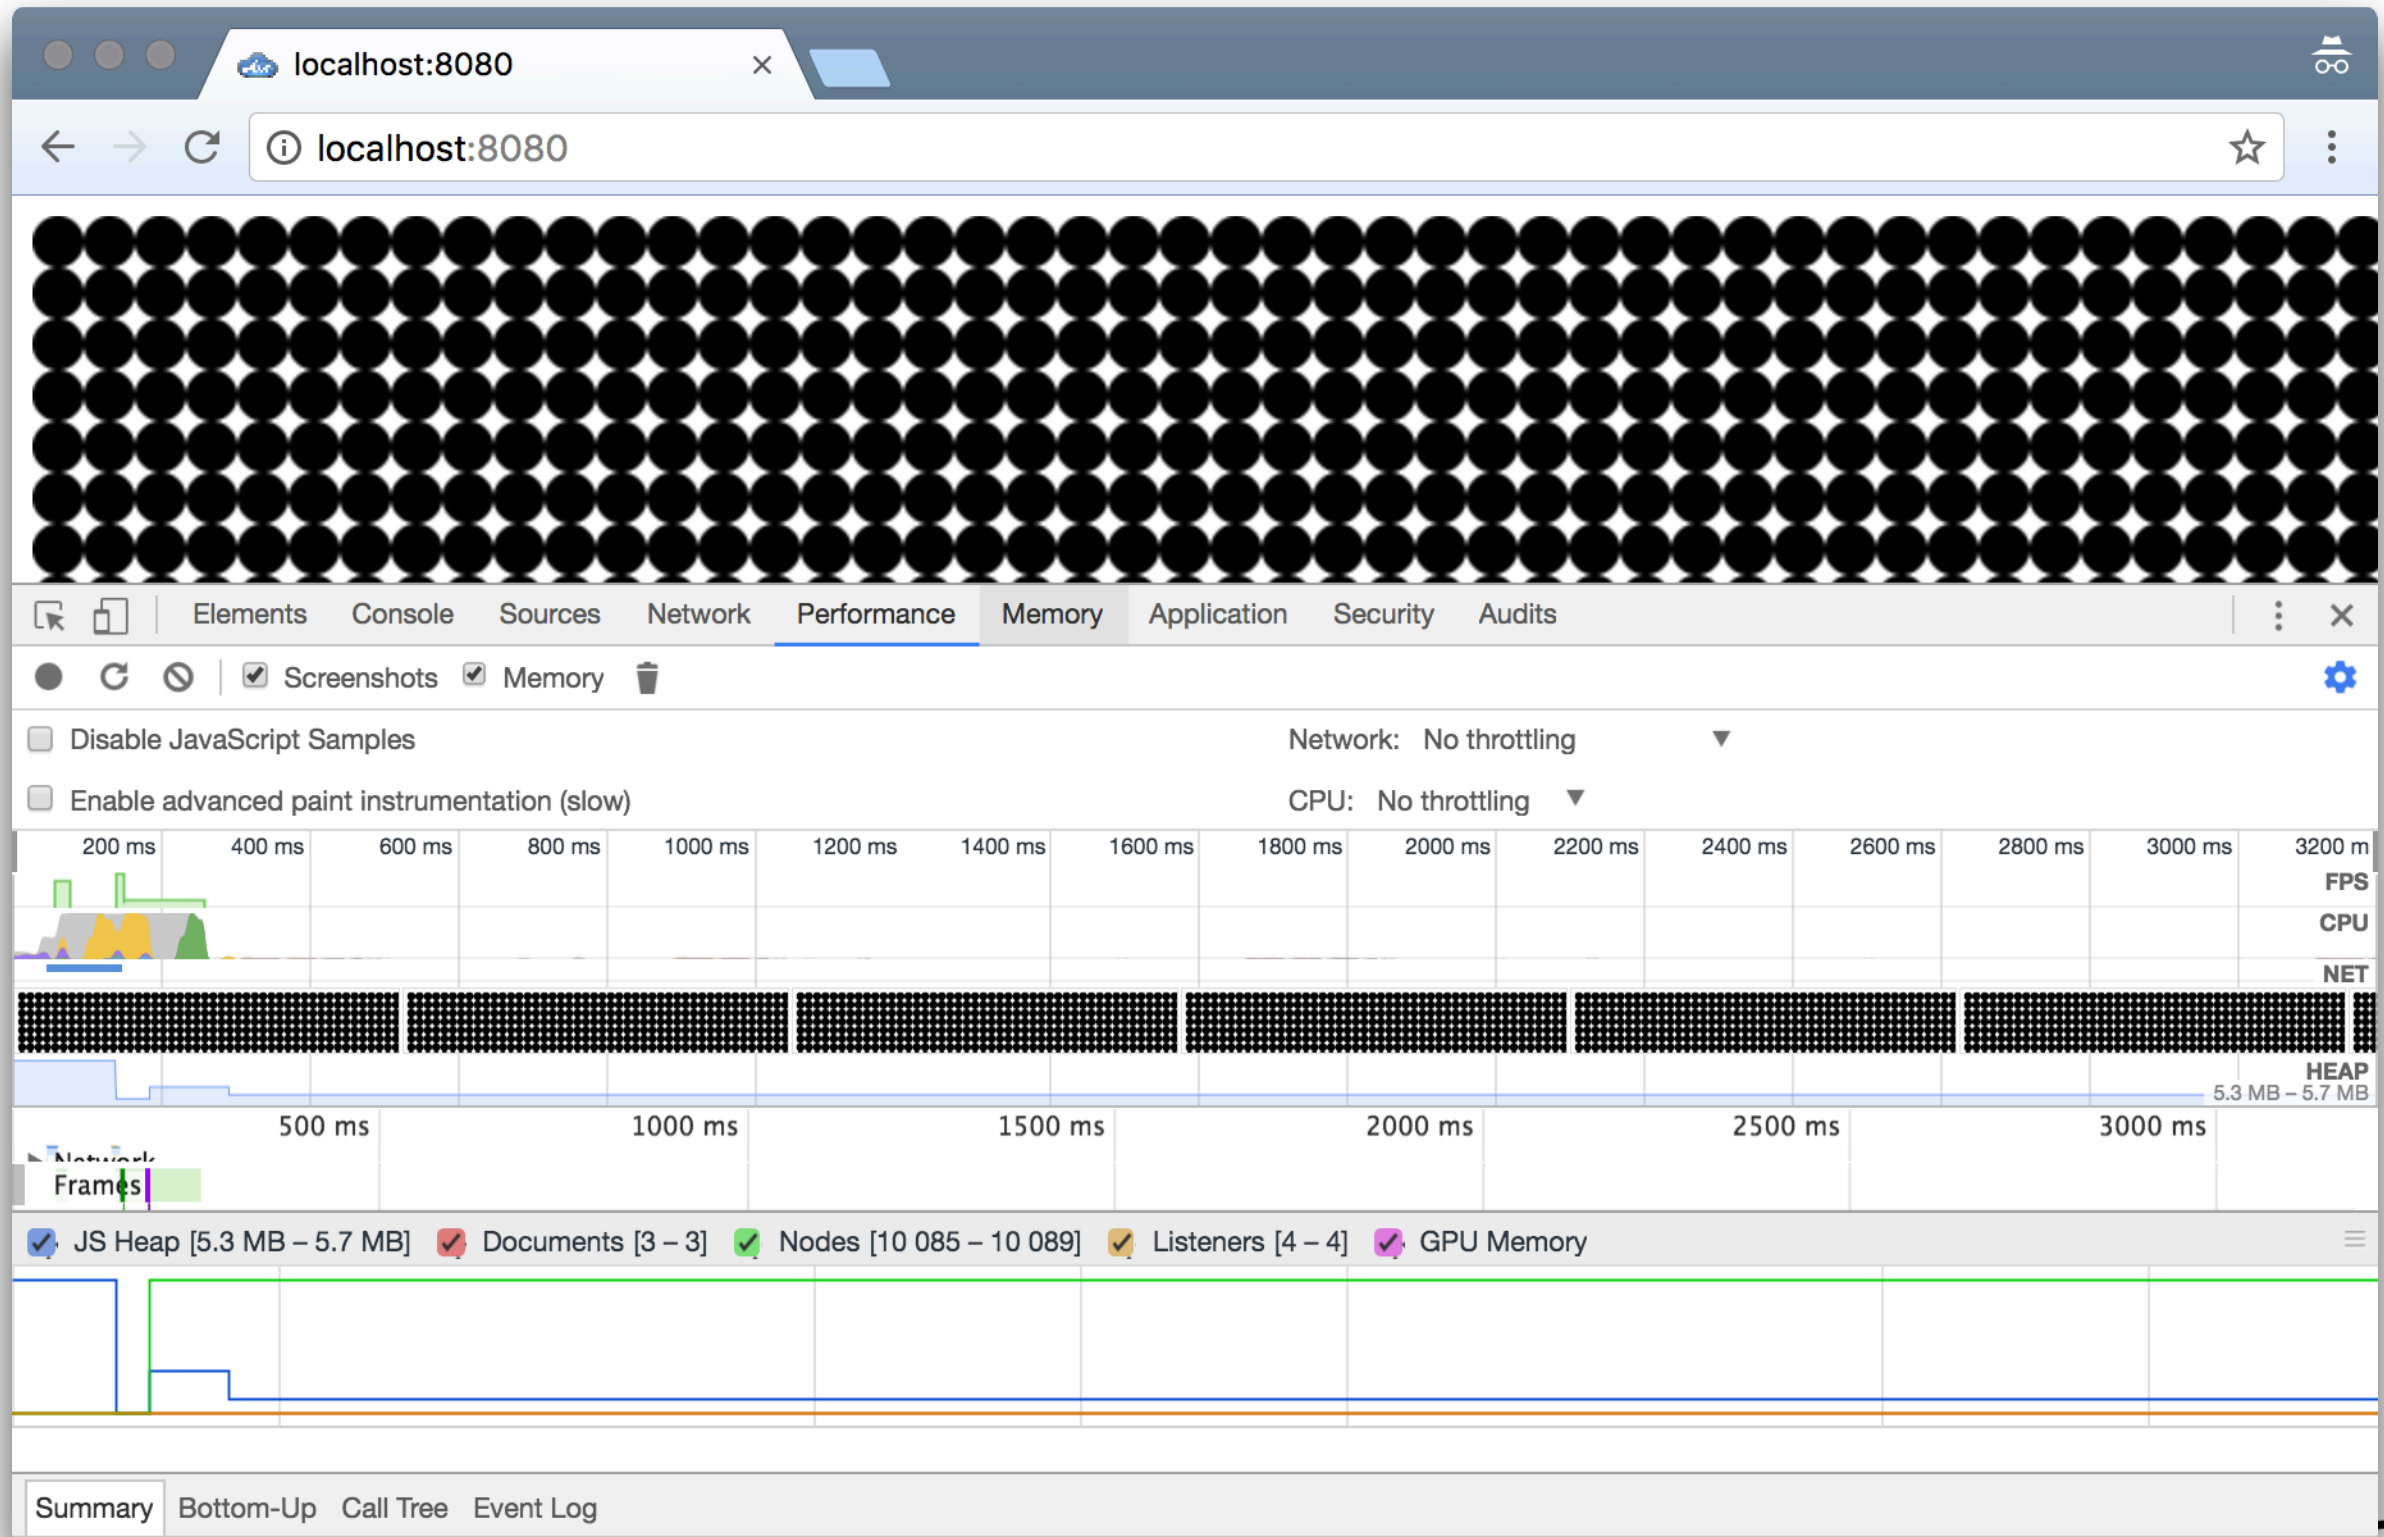 localhost:8080
localhost:8080
Elements Console Sources Network Performance Memory Application Security Audits
Screenshots Memory
Disable JavaScript Samples Network: No throttling
Enable advanced paint instrumentation (slow) CPU: No throttling
200 ms 400 ms 600 ms 800 ms 1000 ms 1200 ms 1400 ms 1600 ms 1800 ms 2000 ms 2200 ms 2400 ms 2600 ms 2800 ms 3000 ms 3200 m
FPS
CPU
NET
HEAP
5.3 MB – 5.7 MB
500 ms 1000 ms 1500 ms 2000 ms 2500 ms 3000 ms
Network
Frames
JS Heap [5.3 MB – 5.7 MB] Documents [3 – 3] Nodes [10 085 – 10 089] Listeners [4 – 4] GPU Memory
Summary Bottom-Up Call Tree Event Log